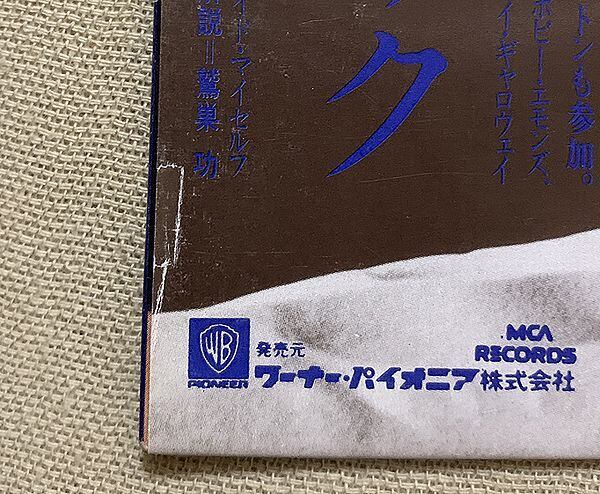 トンも参加。
ボビー・エモンズ、
イ・ギャロウェイ
ク
イド・マイセルフ
解説＝鷲巣 功
WB
PIONEER
発売元
ワーナー・パイオニア株式会社
MCA
RECORDS